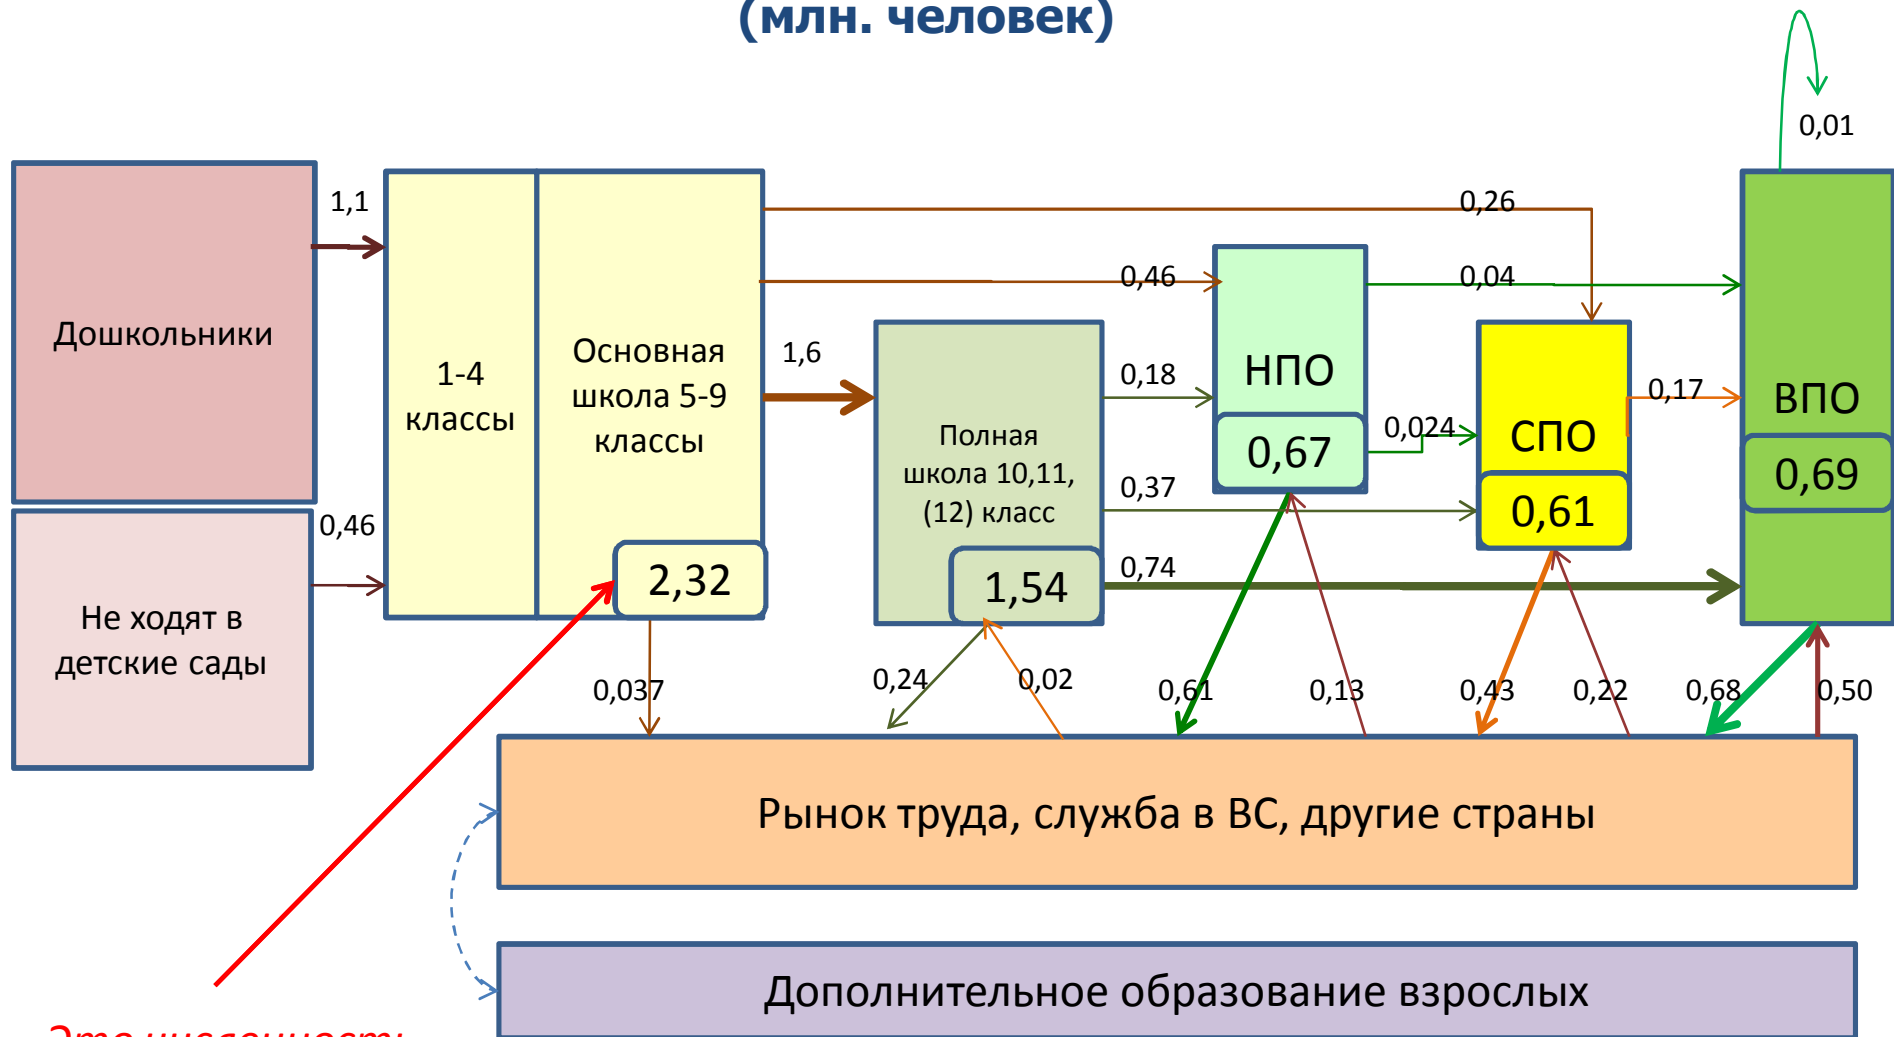 (млн. человек)
0,01
1,1
0,26
0,46
0,04
Дошкольники
1-4
классы
Основная
школа 5-9
классы
1,6
0,18
НПО
0,67
0,024
0,17
СПО
0,61
ВПО
0,69
Полная
школа 10,11,
(12) класс
0,37
0,46
2,32
1,54
0,74
Не ходят в
детские сады
0,037
0,24
0,02
0,61
0,13
0,43
0,22
0,68
0,50
Рынок труда, служба в ВС, другие страны
Дополнительное образование взрослых
Это численность